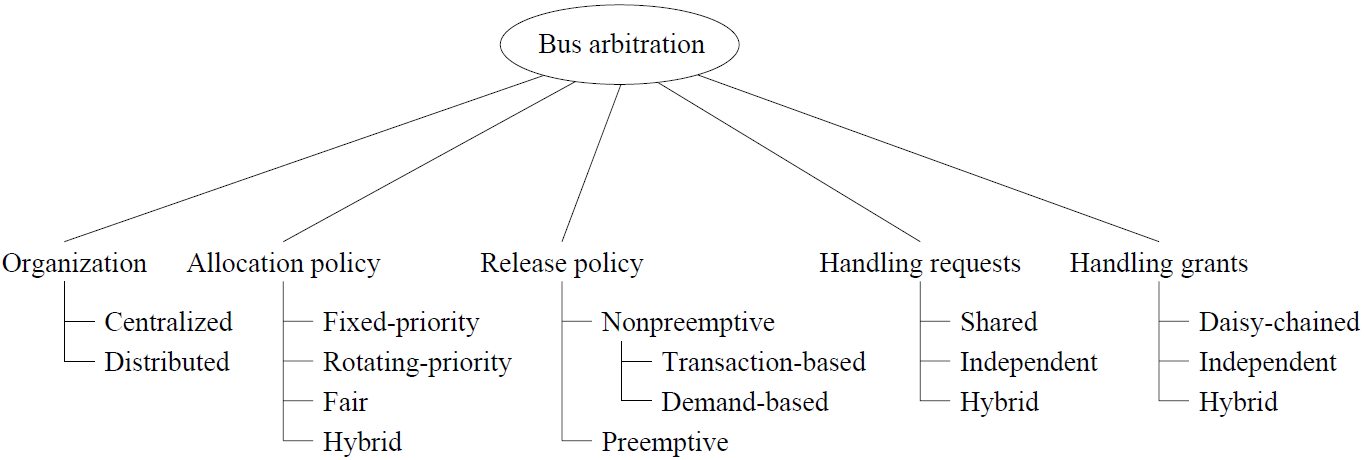 Bus arbitration
Organization
Centralized
Distributed
Allocation policy
Fixed-priority
Rotating-priority
Fair
Hybrid
Release policy
Nonpreemptive
Transaction-based
Demand-based
Preemptive
Handling requests
Shared
Independent
Hybrid
Handling grants
Daisy-chained
Independent
Hybrid